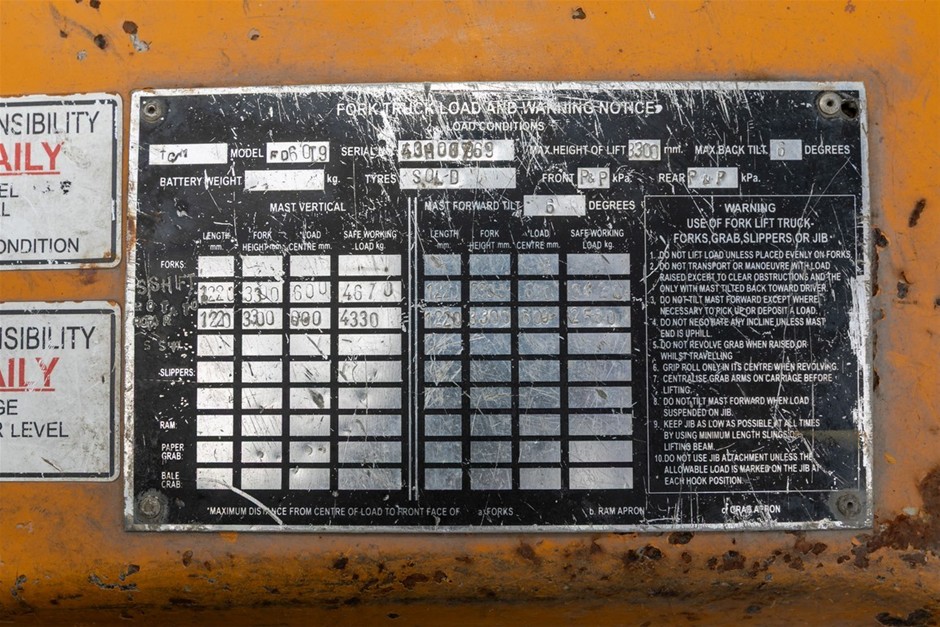 NSIBILITY
AILY
EL
L
CONDITION
NSIBILITY
AILY
GE
R LEVEL
FORK TRUCK LOAD AND WARNING NOTICE
LOAD CONDITIONS
TCM MODEL FD60T9 SERIAL NO. MAX.HEIGHT OF LIFT 3300 mm. MAX.BACK TILT. 6 DEGREES
BATTERY WEIGHT kg. TYRES SOLID FRONT P&P kPa. REAR P&P kPa.
MAST VERTICAL MAST FORWARD TILT. 6 DEGREES
LENGTH mm. FORK HEIGHT mm. LOAD CENTRE mm. SAFE WORKING LOAD kg. LENGTH mm. FORK HEIGHT mm. LOAD CENTRE mm. SAFE WORKING LOAD kg.
FORKS:
SSHIFT 1220 3300 600 4670
1220 3300 600 4330
SLIPPERS:
RAM:
PAPER GRAB:
BALE GRAB:
*MAXIMUM DISTANCE FROM CENTRE OF LOAD TO FRONT FACE OF a: FORKS b. RAM APRON c: GRAB APRON
WARNING
USE OF FORK LIFT TRUCK
FORKS,GRAB,SLIPPERS,OR JIB
1. DO NOT LIFT LOAD UNLESS PLACED EVENLY ON FORKS
2. DO NOT TRANSPORT OR MANOEUVRE WITH LOAD
RAISED EXCEPT TO CLEAR OBSTRUCTIONS AND THE
ONLY WITH MAST TILTED BACK TOWARD DRIVER.
3. DO NOT TILT MAST FORWARD EXCEPT WHERE
NECESSARY TO PICK UP OR DEPOSIT A LOAD.
4. DO NOT NEGOTIATE ANY INCLINE UNLESS MAST
END IS UPHILL.
5. DO NOT REVOLVE GRAB WHEN RAISED OR
WHILST TRAVELLING
6. GRIP ROLL ONLY IN ITS CENTRE WHEN REVOLVING.
7. CENTRALISE GRAB ARMS ON CARRIAGE BEFORE
LIFTING.
8. DO NOT TILT MAST FORWARD WHEN LOAD
SUSPENDED ON JIB.
9. KEEP JIB AS LOW AS POSSIBLE AT ALL TIMES
BY USING MINIMUM LENGTH SLINGS OR
LIFTING BEAM.
10. DO NOT USE JIB ATTACHMENT UNLESS THE
ALLOWABLE LOAD IS MARKED ON THE JIB AT
EACH HOOK POSITION.